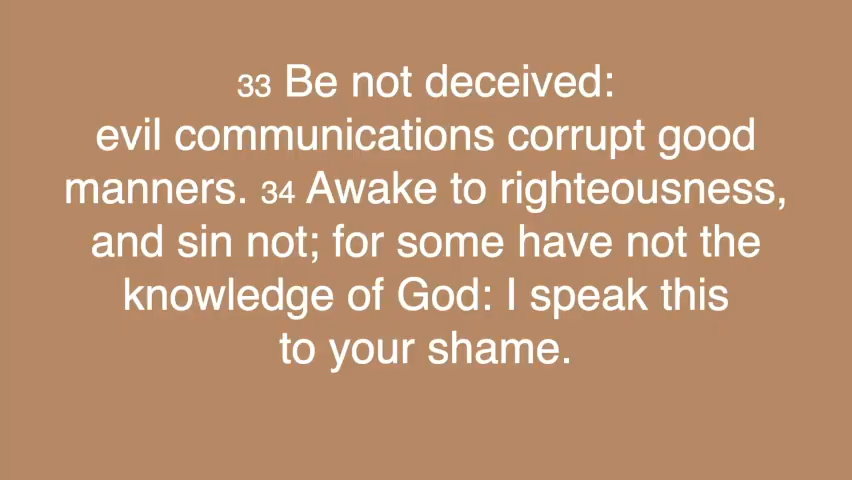 33 Be not deceived:
evil communications corrupt good
manners. 34 Awake to righteousness,
and sin not; for some have not the
knowledge of God: I speak this
to your shame.